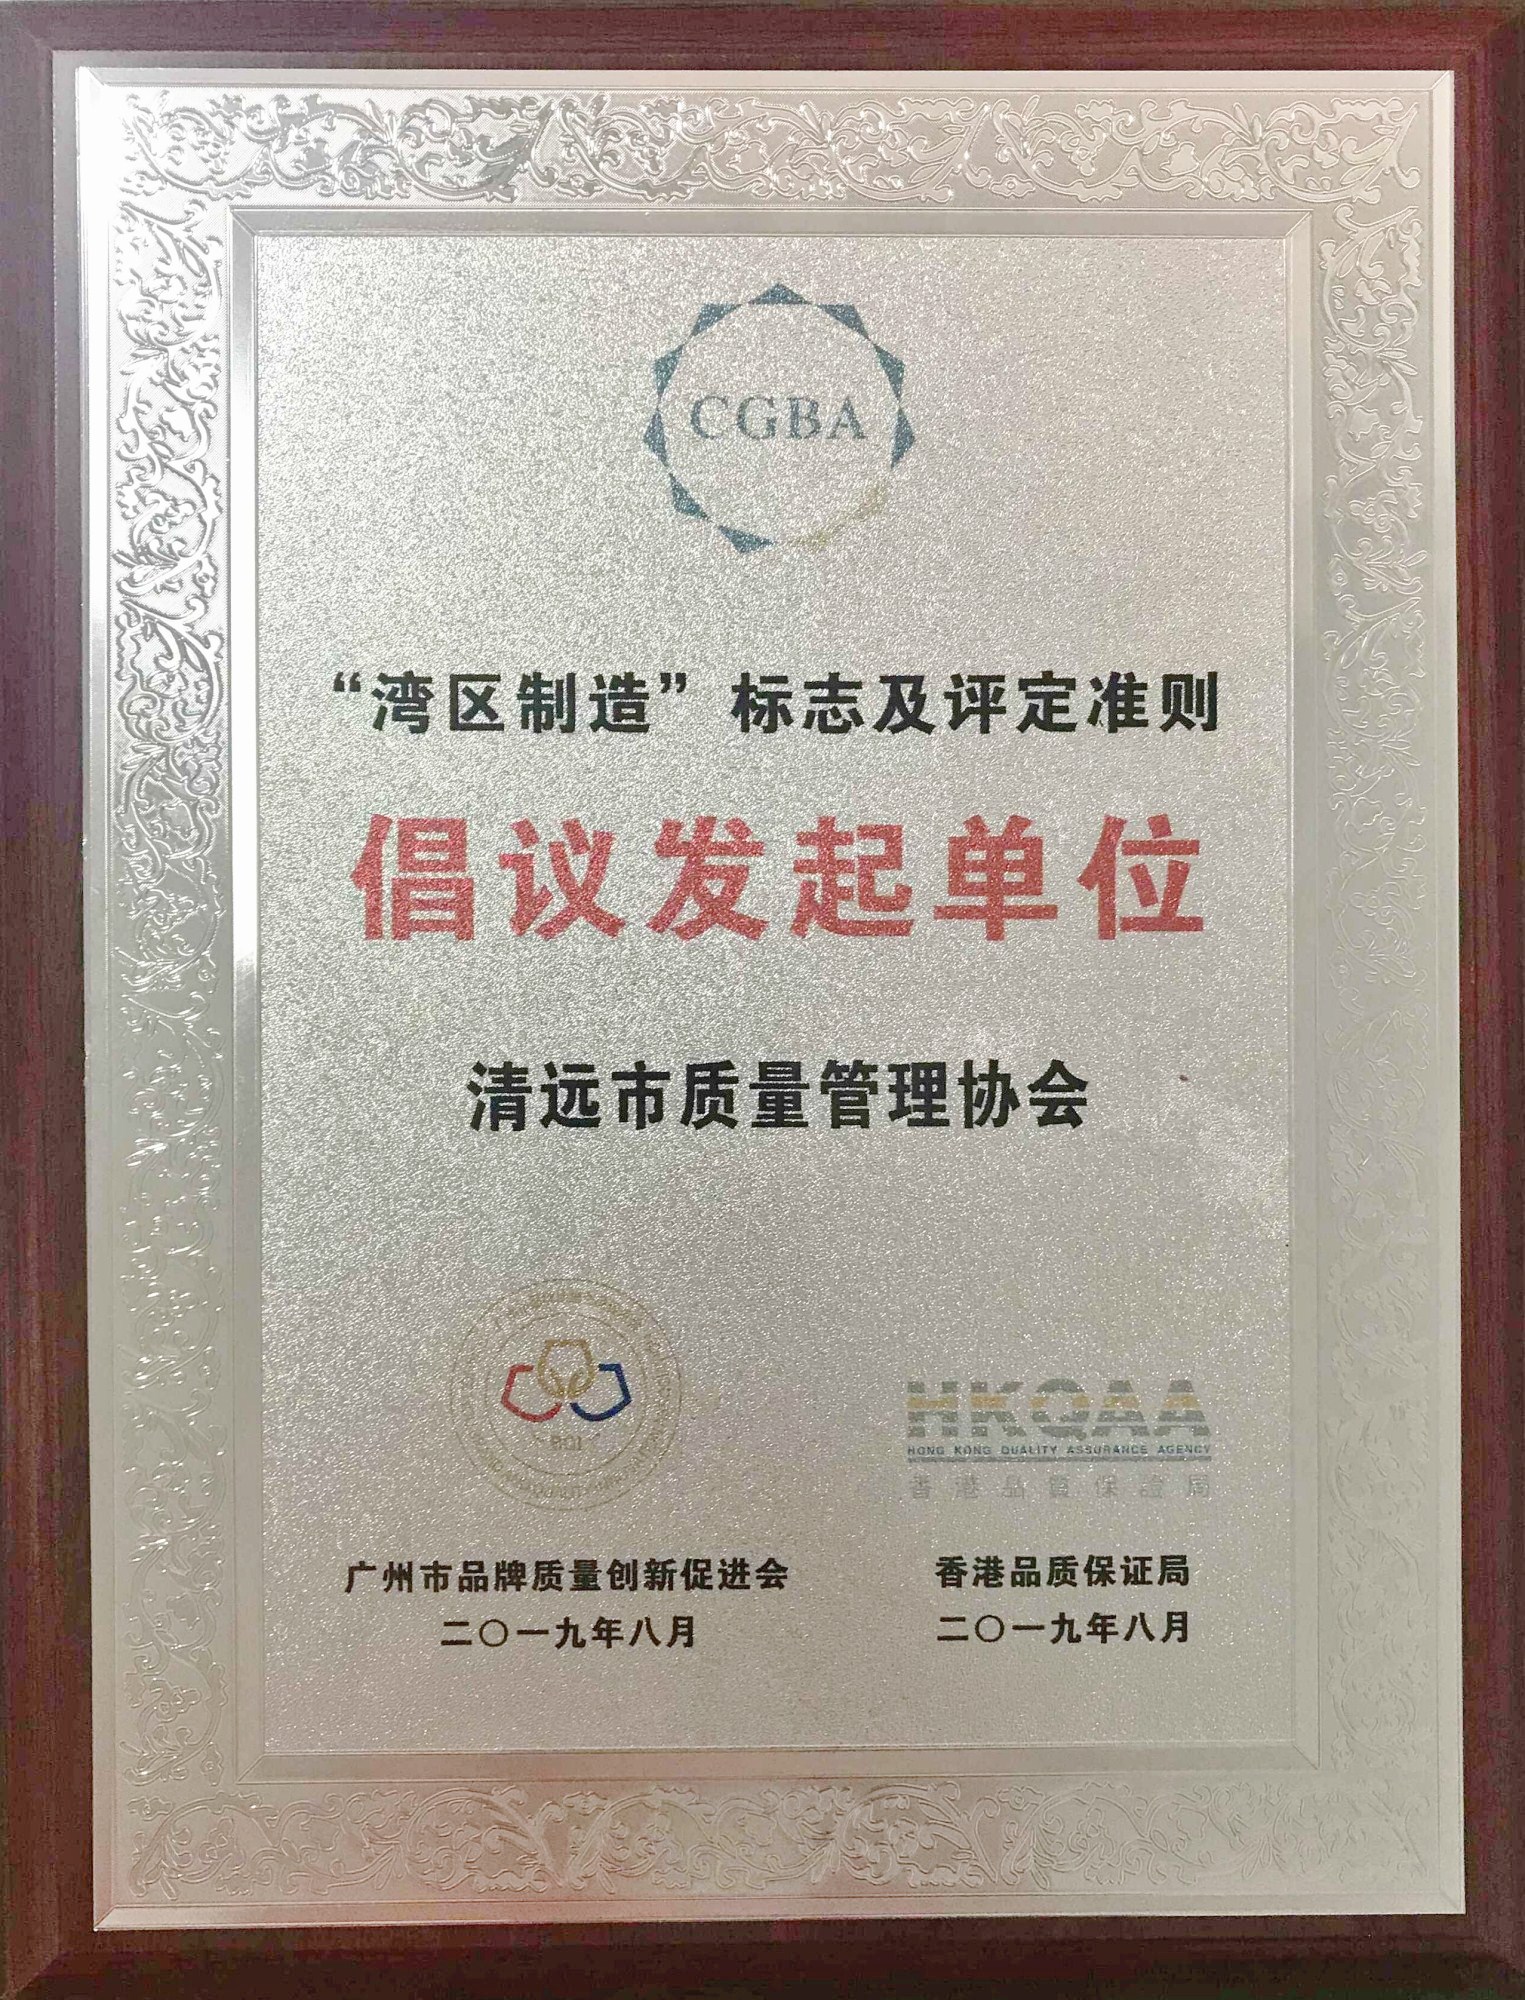 CGBA
“湾区制造”标志及评定准则
倡议发起单位
清远市质量管理协会
BQI
HKQAA
HONG KONG QUALITY ASSURANCE AGENCY
香港品質保證局
广州市品牌质量创新促进会
二〇一九年八月
香港品质保证局
二〇一九年八月